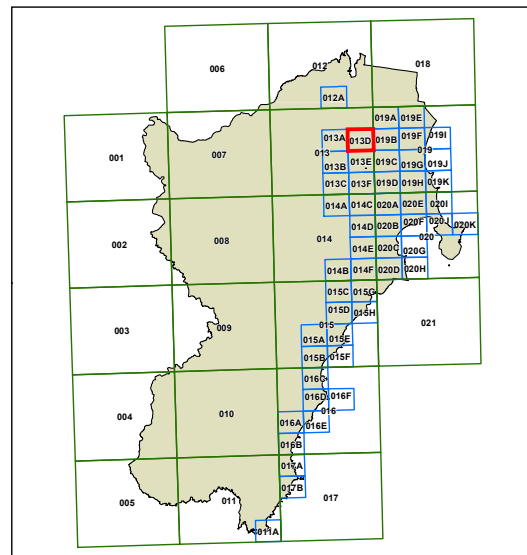 012
018
006
012A
019A 019E
013A 013D 019B 019F 019I
001 007 013 019
013B 013E 019C 019G 019J
013C 013F 019D 019H 019K
014A 014C 020A 020E 020I
014D 020B 020F 020J 020K
002 008 014 020
014E 020C 020G
014B 014F 020D 020H
015C 015G
015D 015H
003 009 015 021
015A 015E
015B 015F
016C
016D 016F
004 010 016
016A 016E
016B
017A
017B
005 011 017
011A